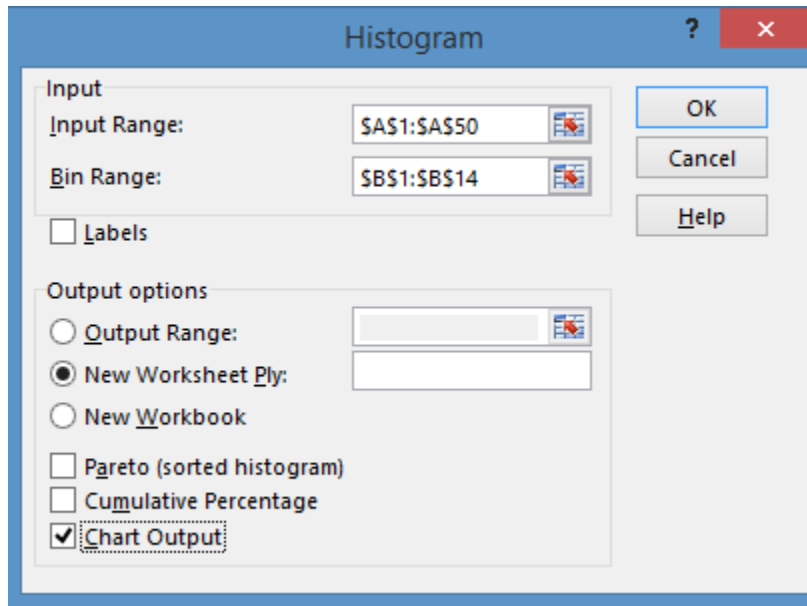 Histogram
?
×
Input
Input Range:
$A$1:$A$50
OK
Bin Range:
$B$1:$B$14
Cancel
Labels
Help
Output options
Output Range:
New Worksheet Ply:
New Workbook
Pareto (sorted histogram)
Cumulative Percentage
Chart Output